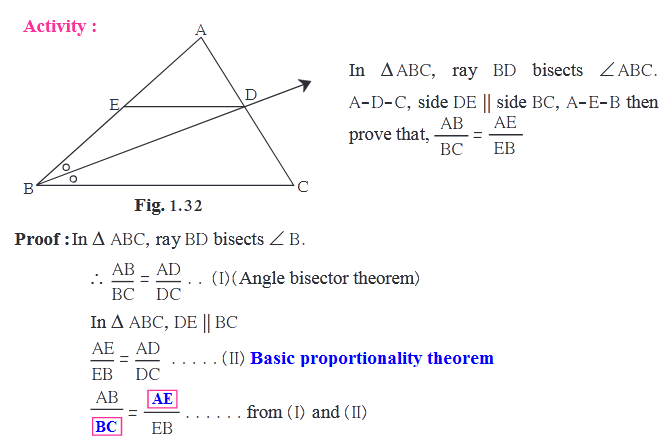 Activity :
A
E
D
B
C
Fig. 1.32
In ΔABC, ray BD bisects ∠ABC.
A-D-C, side DE || side BC, A-E-B then
prove that, AB/BC = AE/EB
Proof : In Δ ABC, ray BD bisects ∠ B.
∴ AB/BC = AD/DC . . (I) (Angle bisector theorem)
In Δ ABC, DE || BC
AE/EB = AD/DC . . . . . (II) Basic proportionality theorem
AB/BC = AE/EB . . . . . . from (I) and (II)